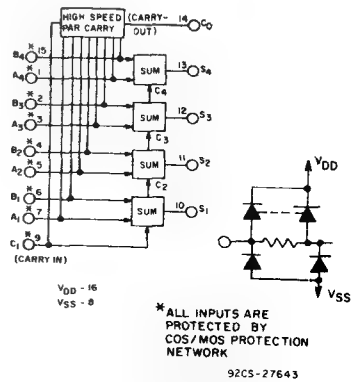 HIGH SPEED
PAR CARRY
(CARRY-
OUT)
14
C0
*
B4
15
SUM
13
S4
*
A4
1
C4
*
B3
2
SUM
12
S3
*
A3
3
C3
*
B2
4
SUM
11
S2
*
A2
5
C2
*
B1
6
SUM
10
S1
*
A1
7
*
C1
9
(CARRY IN)
VDD - 16
VSS - 8
VDD
VSS
*ALL INPUTS ARE
PROTECTED BY
COS/MOS PROTECTION
NETWORK
92CS-27643